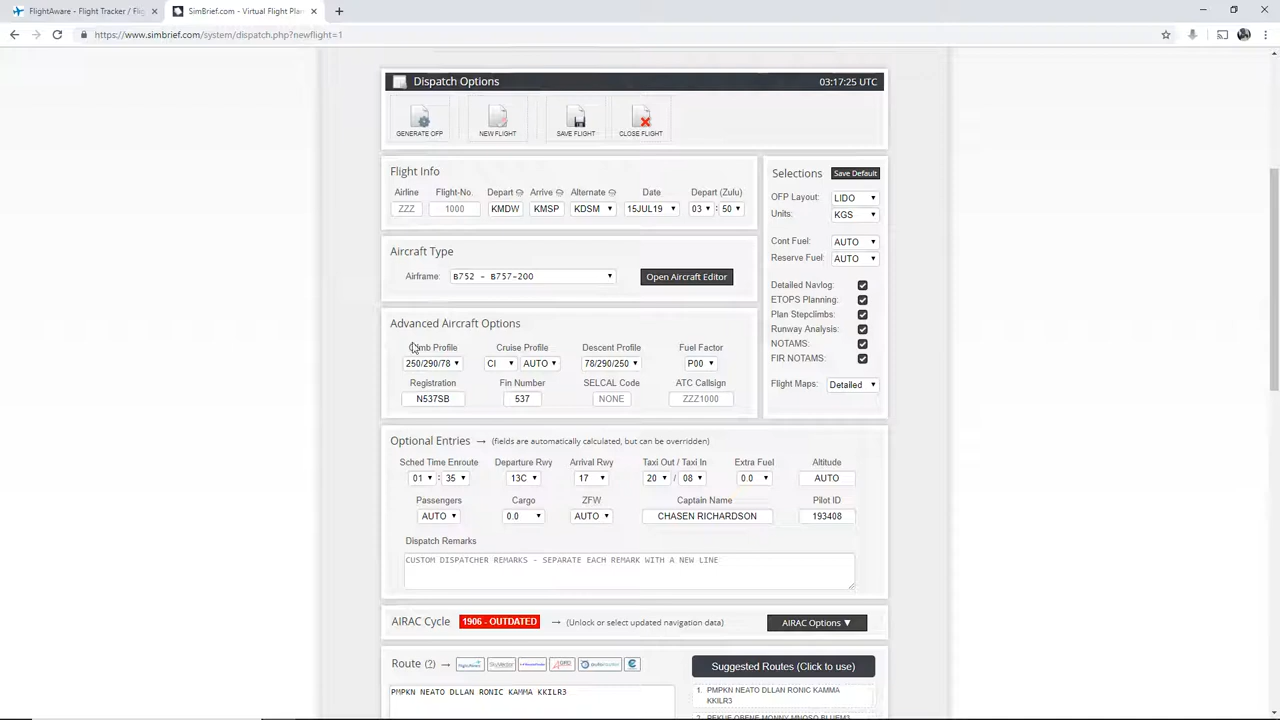 FlightAware - Flight Tracker / Flig
SimBrief.com - Virtual Flight Plan
https://www.simbrief.com/system/dispatch.php?newflight=1
Dispatch Options
03:17:25 UTC
GENERATE OFP
NEW FLIGHT
SAVE FLIGHT
CLOSE FLIGHT
Flight Info
Airline Flight-No. Depart Arrive Alternate Date Depart (Zulu)
ZZZ 1000 KMDW KMSP KDSM 15JUL19 03 : 50
Aircraft Type
Airframe: B752 - B757-200 Open Aircraft Editor
Advanced Aircraft Options
Profile Cruise Profile Descent Profile Fuel Factor
250/290/78 CI AUTO 78/290/250 P00
Registration Fin Number SELCAL Code ATC Callsign
N537SB 537 NONE ZZZ1000
Selections Save Default
OFP Layout: LIDO
Units: KGS
Cont Fuel: AUTO
Reserve Fuel: AUTO
Detailed Navlog:
ETOPS Planning:
Plan Stepclimbs:
Runway Analysis:
NOTAMS:
FIR NOTAMS:
Flight Maps: Detailed
Optional Entries → (fields are automatically calculated, but can be overridden)
Sched Time Enroute Departure Rwy Arrival Rwy Taxi Out / Taxi In Extra Fuel Altitude
01 : 35 13C 17 20 / 08 0.0 AUTO
Passengers Cargo ZFW Captain Name Pilot ID
AUTO 0.0 AUTO CHASEN RICHARDSON 193408
Dispatch Remarks
CUSTOM DISPATCHER REMARKS - SEPARATE EACH REMARK WITH A NEW LINE
AIRAC Cycle 1906 - OUTDATED → (Unlock or select updated navigation data) AIRAC Options ▼
Route (?) →
PMPKN NEATO DLLAN RONIC KAMMA KKILR3
Suggested Routes (Click to use)
1. PMPKN NEATO DLLAN RONIC KAMMA
KKILR3